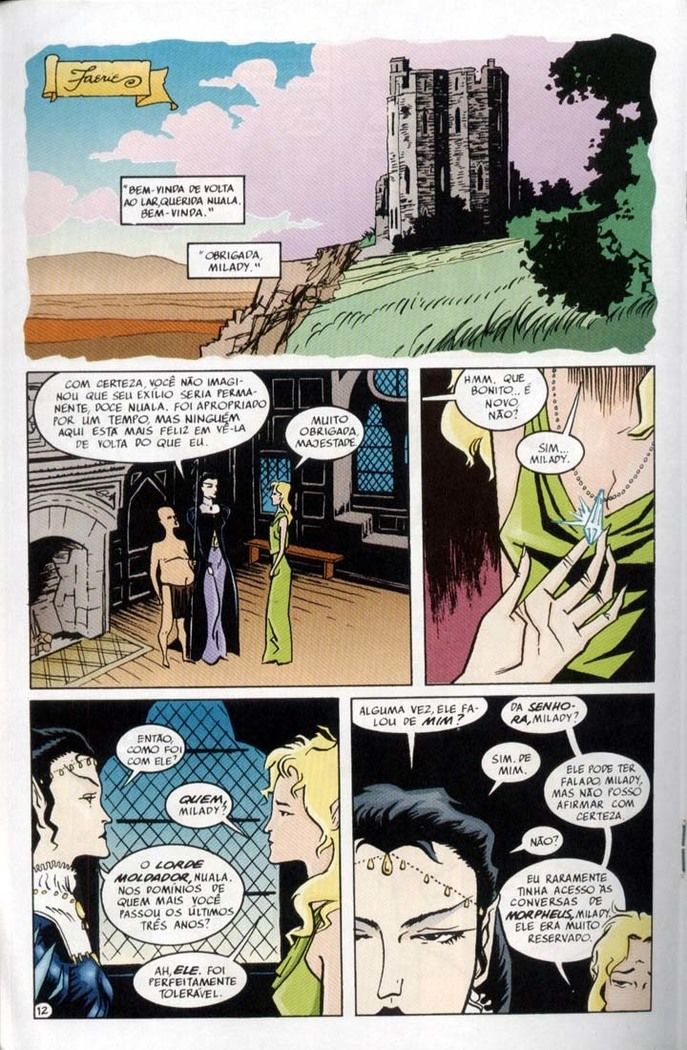 Faerie
"BEM-VINDA DE VOLTA
AO LAR, QUERIDA NUALA.
BEM-VINDA."
"OBRIGADA,
MILADY."
COM CERTEZA, VOCÊ NÃO IMAGI-
NOU QUE SEU EXÍLIO SERIA PERMA-
NENTE, DOCE NUALA. FOI APROPRIADO
POR UM TEMPO, MAS NINGUÉM
AQUI ESTÁ MAIS FELIZ EM VÊ-LA
DE VOLTA DO QUE EU.
MUITO
OBRIGADA,
MAJESTADE.
HMM, QUE
BONITO... É
NOVO,
NÃO?
SIM...
MILADY.
ENTÃO,
COMO FOI
COM ELE?
QUEM,
MILADY?
O LORDE
MOLDADOR, NUALA.
NOS DOMÍNIOS DE
QUEM MAIS VOCÊ
PASSOU OS ÚLTIMOS
TRÊS ANOS?
AH, ELE. FOI
PERFEITAMENTE
TOLERÁVEL.
ALGUMA VEZ, ELE FA-
LOU DE MIM?
DA SENHO-
RA, MILADY?
SIM. DE
MIM.
ELE PODE TER
FALADO, MILADY,
MAS NÃO POSSO
AFIRMAR COM
CERTEZA.
NÃO?
EU RARAMENTE
TINHA ACESSO ÀS
CONVERSAS DE
MORPHEUS, MILADY.
ELE ERA MUITO
RESERVADO.
12